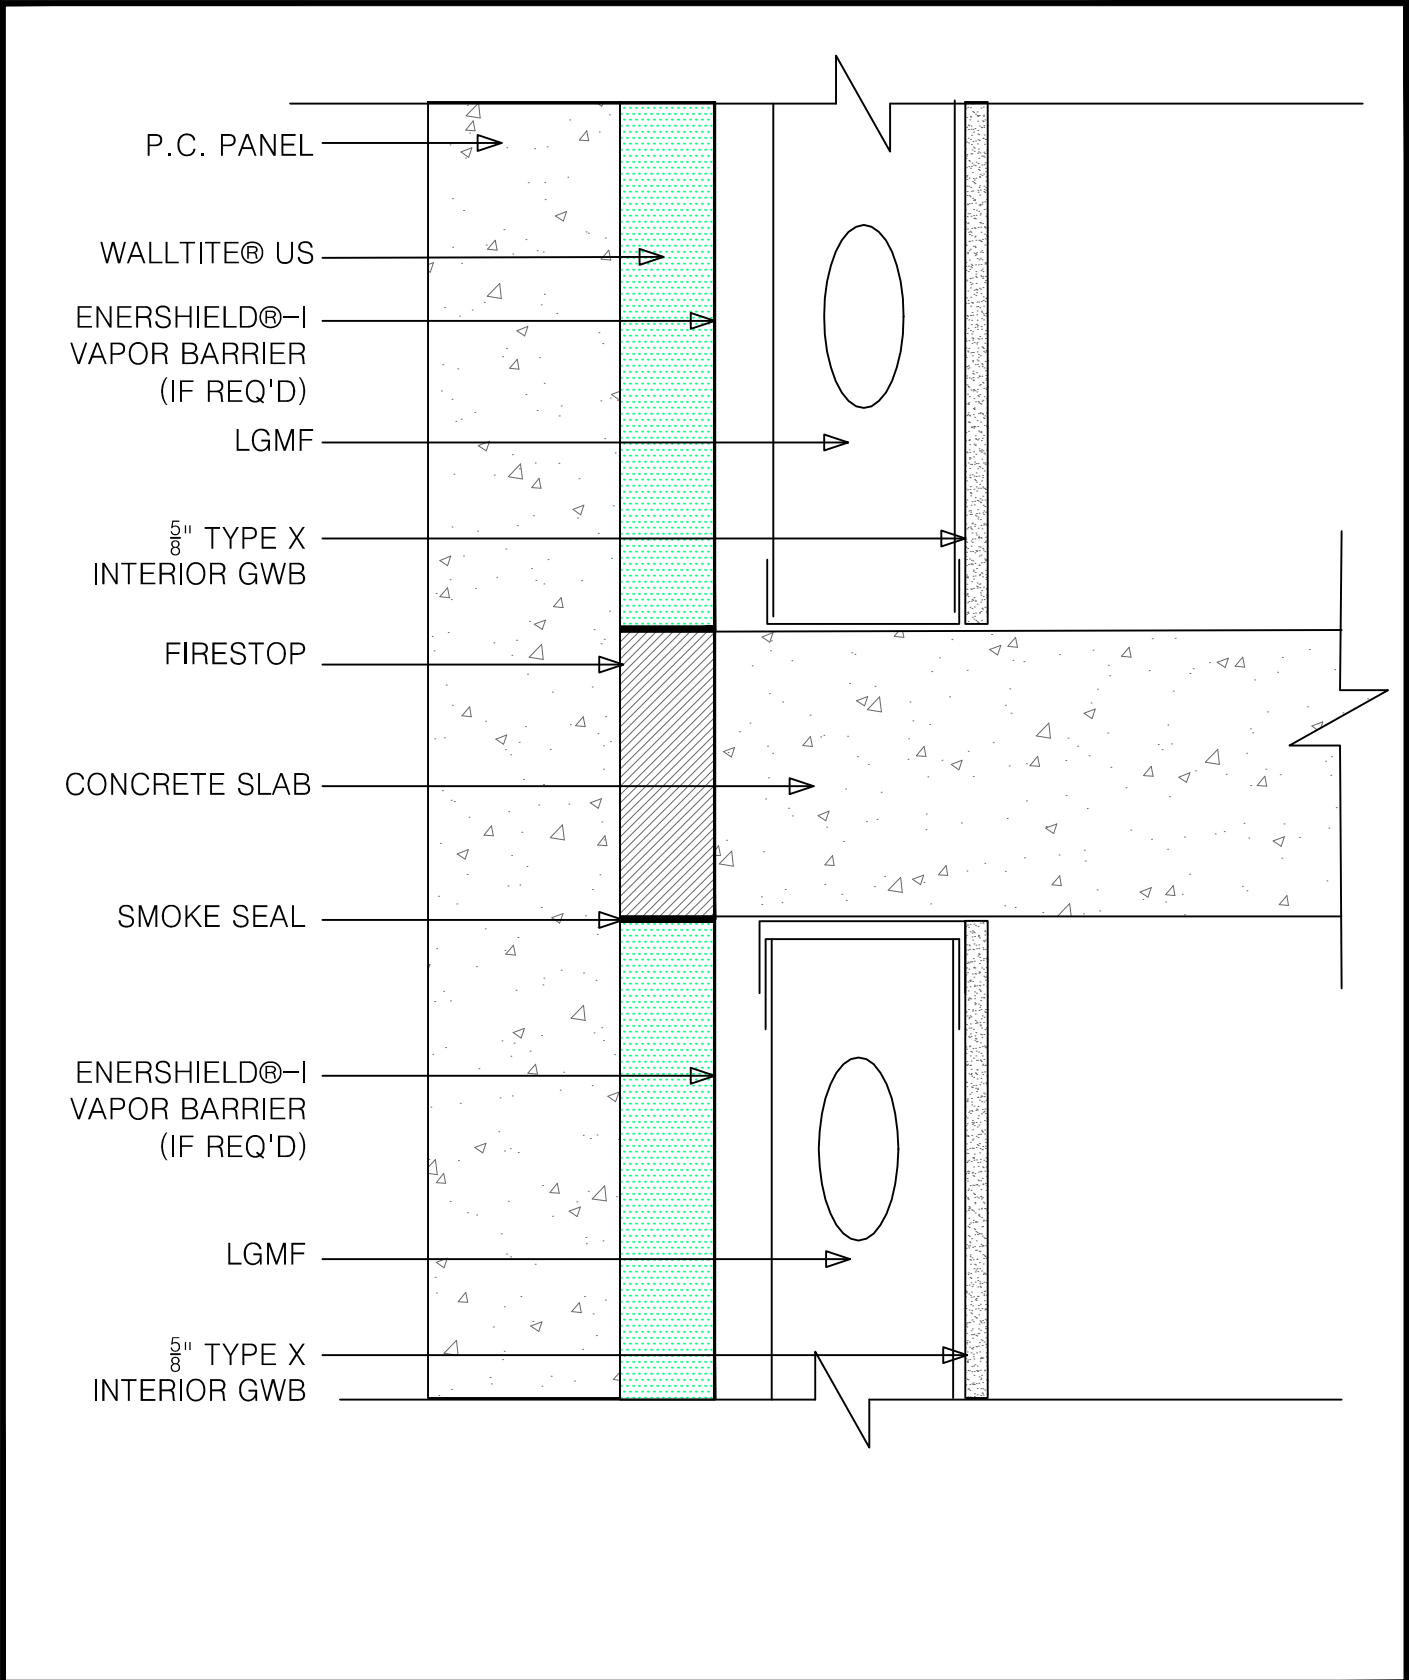 P.C. PANEL
WALLTITE® US
ENERSHIELD®-I
VAPOR BARRIER
(IF REQ'D)
LGMF
5/8" TYPE X
INTERIOR GWB
FIRESTOP
CONCRETE SLAB
SMOKE SEAL
ENERSHIELD®-I
VAPOR BARRIER
(IF REQ'D)
LGMF
5/8" TYPE X
INTERIOR GWB